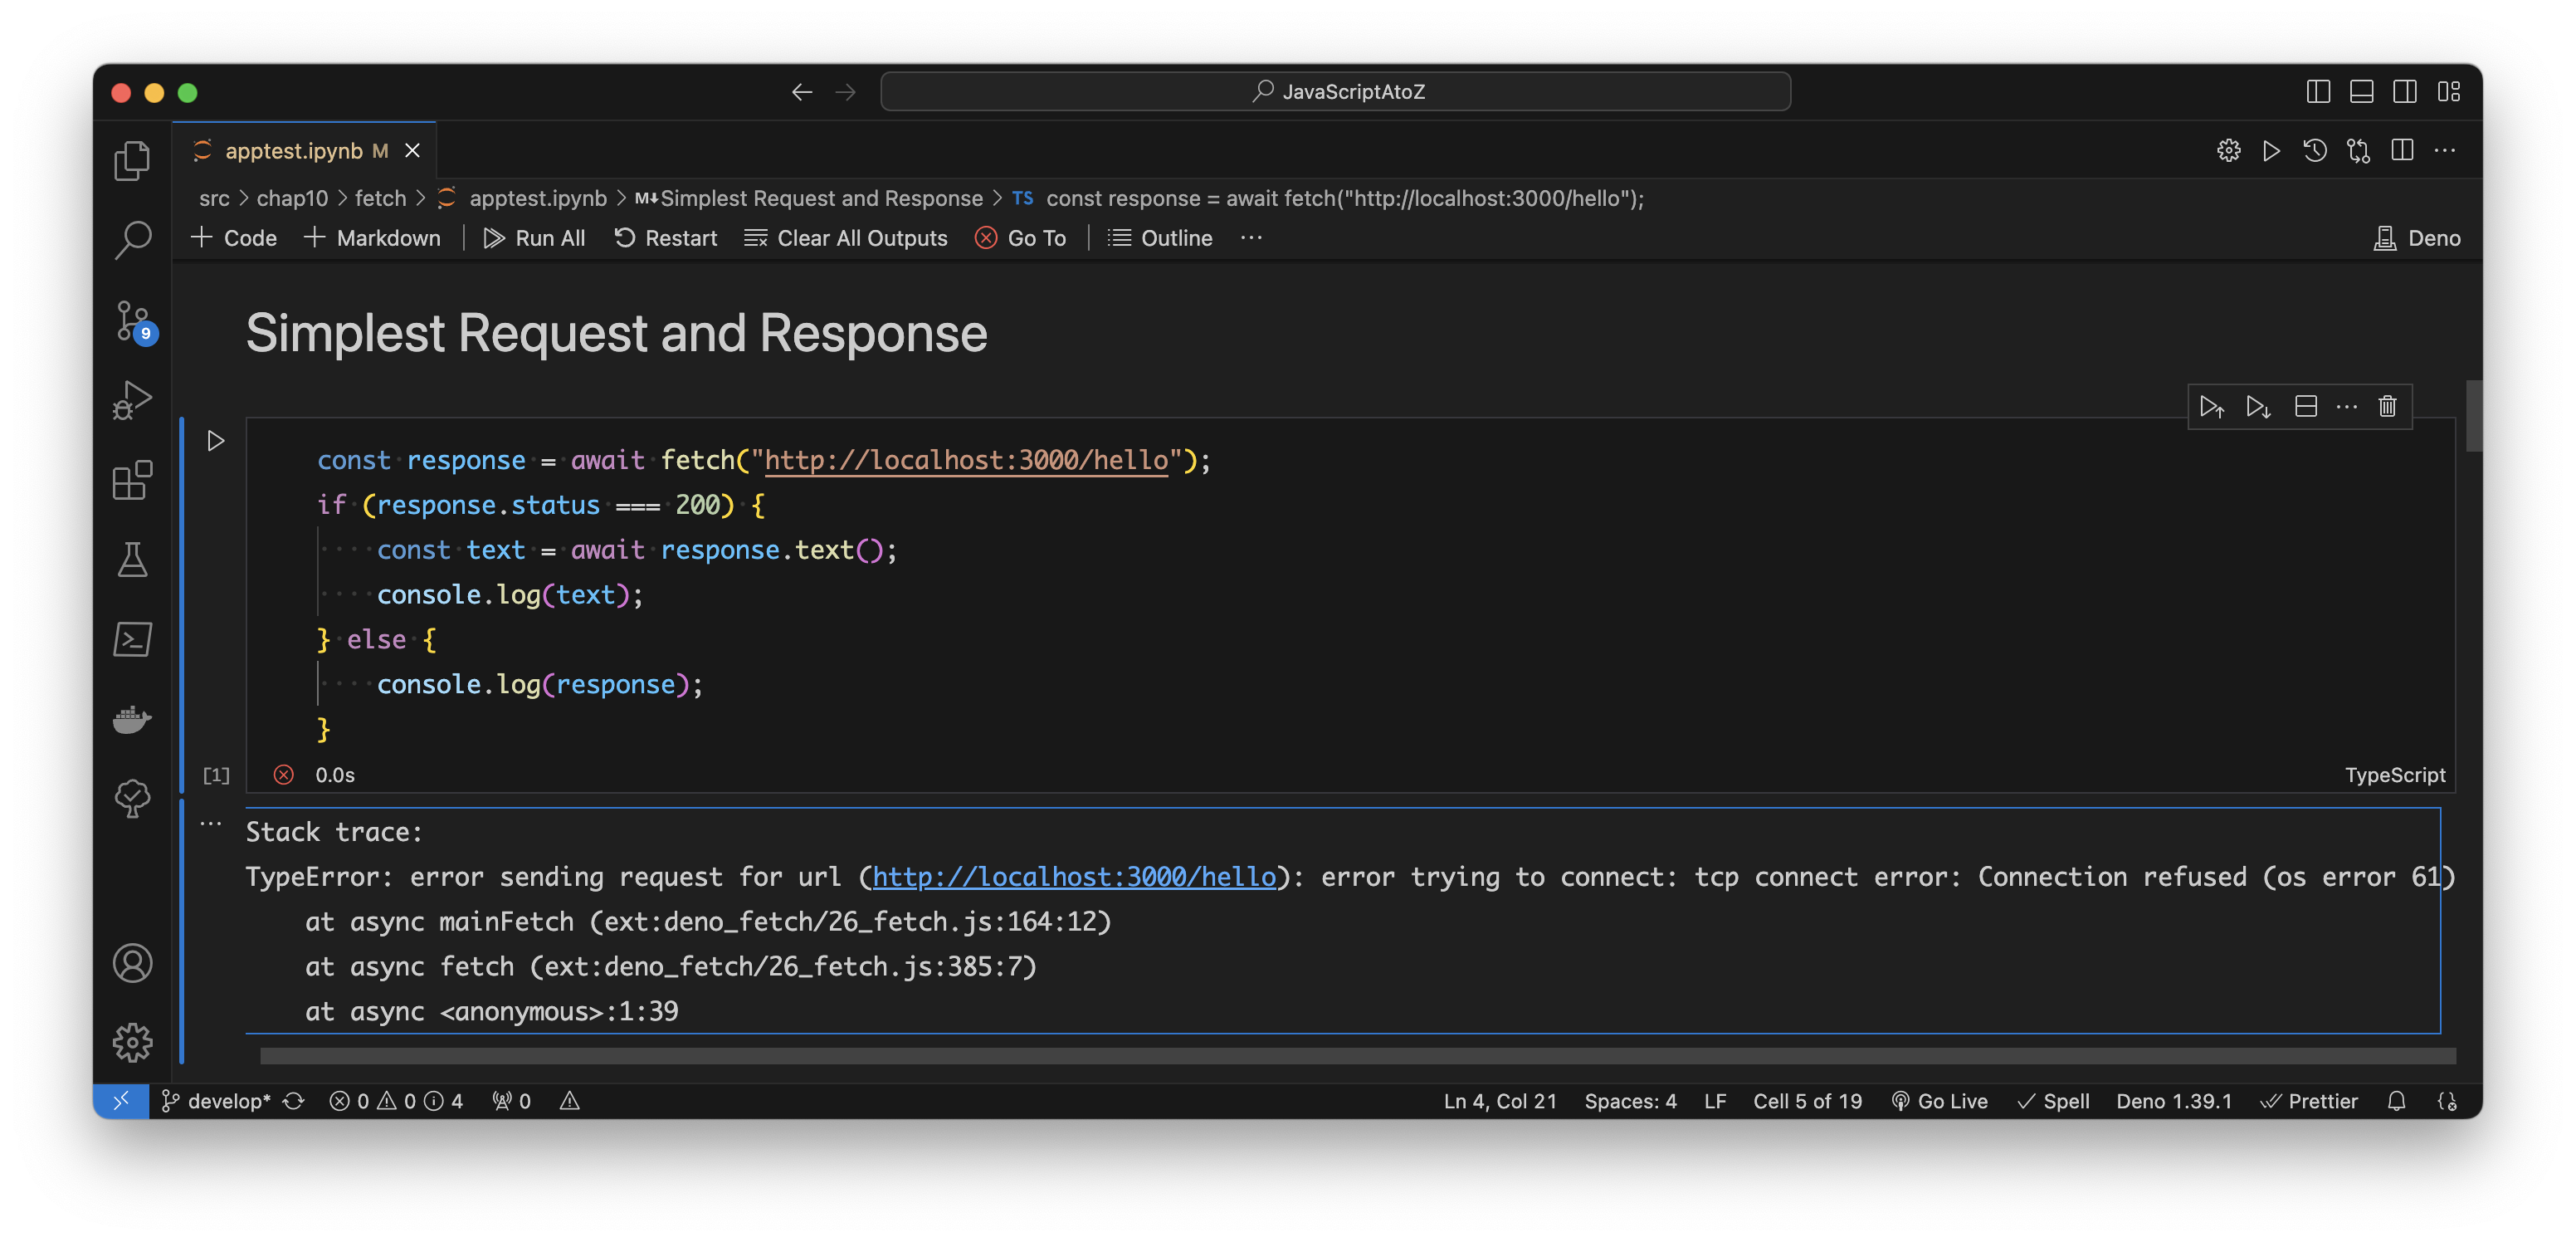 JavaScriptAtoZ
apptest.ipynb M
src > chap10 > fetch > apptest.ipynb > M↓Simplest Request and Response > TS const response = await fetch("http://localhost:3000/hello");
+ Code + Markdown | Run All Restart Clear All Outputs Go To | Outline ··· Deno
9
Simplest Request and Response
const response = await fetch("http://localhost:3000/hello");
if (response.status === 200) {
    const text = await response.text();
    console.log(text);
} else {
    console.log(response);
}
[1] 0.0s TypeScript
Stack trace:
TypeError: error sending request for url (http://localhost:3000/hello): error trying to connect: tcp connect error: Connection refused (os error 61)
    at async mainFetch (ext:deno_fetch/26_fetch.js:164:12)
    at async fetch (ext:deno_fetch/26_fetch.js:385:7)
    at async <anonymous>:1:39
develop* 0 0 4 0 Ln 4, Col 21 Spaces: 4 LF Cell 5 of 19 Go Live Spell Deno 1.39.1 Prettier